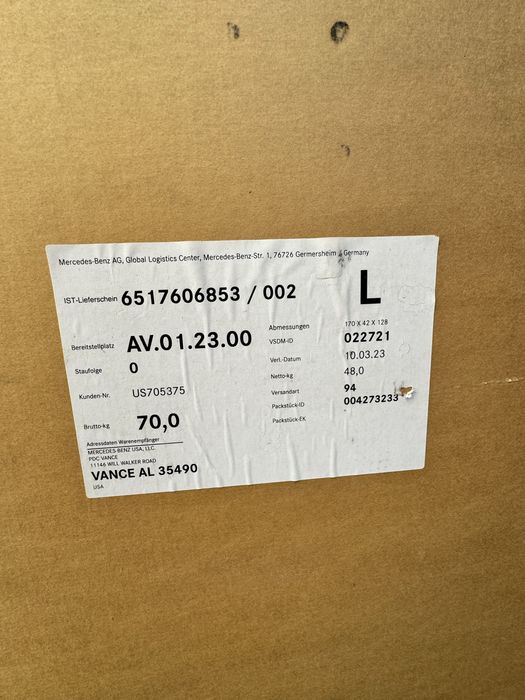 Mercedes-Benz AG, Global Logistics Center, Mercedes-Benz-Str. 1, 76726 Germersheim, Germany
IST-Lieferschein 6517606853 / 002 L
Bereitstellplatz AV.01.23.00
Staufolge 0
Kunden-Nr. US705375
Brutto-kg 70,0
Abmessungen 170 X 42 X 128
VSDM-ID 022721
Verl.-Datum 10.03.23
Netto-kg 48,0
Versandart 94
Packstück-ID 004273233
Packstück-EK
Adressdaten Warenempfänger
MERCEDES-BENZ USA, LLC.
PDC VANCE
11146 WILL WALKER ROAD
VANCE AL 35490
USA